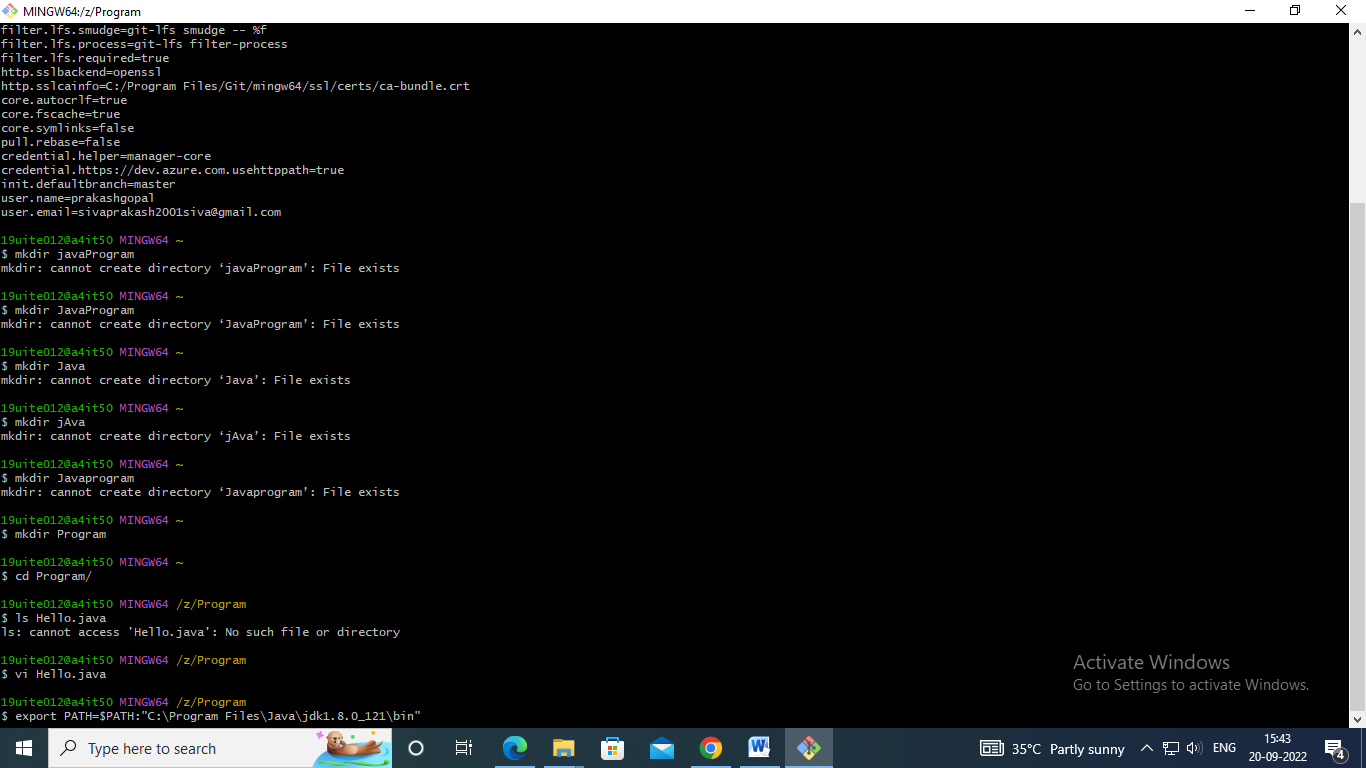 MINGW64:/z/Program
filter.lfs.smudge=git-lfs smudge -- %f
filter.lfs.process=git-lfs filter-process
filter.lfs.required=true
http.sslbackend=openssl
http.sslcainfo=C:/Program Files/Git/mingw64/ssl/certs/ca-bundle.crt
core.autocrlf=true
core.fscache=true
core.symlinks=false
pull.rebase=false
credential.helper=manager-core
credential.https://dev.azure.com.usehttppath=true
init.defaultbranch=master
user.name=prakashgopal
user.email=sivaprakash2001siva@gmail.com
19uite012@a4it50 MINGW64 ~
$ mkdir javaProgram
mkdir: cannot create directory ‘javaProgram’: File exists
19uite012@a4it50 MINGW64 ~
$ mkdir JavaProgram
mkdir: cannot create directory ‘JavaProgram’: File exists
19uite012@a4it50 MINGW64 ~
$ mkdir Java
mkdir: cannot create directory ‘Java’: File exists
19uite012@a4it50 MINGW64 ~
$ mkdir jAva
mkdir: cannot create directory ‘jAva’: File exists
19uite012@a4it50 MINGW64 ~
$ mkdir Javaprogram
mkdir: cannot create directory ‘Javaprogram’: File exists
19uite012@a4it50 MINGW64 ~
$ mkdir Program
19uite012@a4it50 MINGW64 ~
$ cd Program/
19uite012@a4it50 MINGW64 /z/Program
$ ls Hello.java
ls: cannot access 'Hello.java': No such file or directory
19uite012@a4it50 MINGW64 /z/Program
$ vi Hello.java
19uite012@a4it50 MINGW64 /z/Program
$ export PATH=$PATH:"C:\Program Files\Java\jdk1.8.0_121\bin"
Activate Windows
Go to Settings to activate Windows.
Type here to search
35°C Partly sunny
ENG
15:43
20-09-2022
4